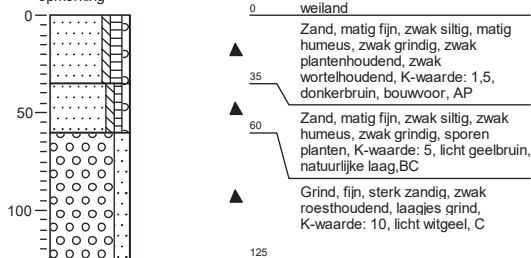 opmerking
0
50
100
0 weiland
Zand, matig fijn, zwak siltig, matig
humeus, zwak grindig, zwak
plantenhoudend, zwak
wortelhoudend, K-waarde: 1,5,
donkerbruin, bouwvoor, AP
35
Zand, matig fijn, zwak siltig, zwak
humeus, zwak grindig, sporen
planten, K-waarde: 5, licht geelbruin,
natuurlijke laag,BC
60
Grind, fijn, sterk zandig, zwak
roesthoudend, laagjes grind,
K-waarde: 10, licht witgeel, C
125